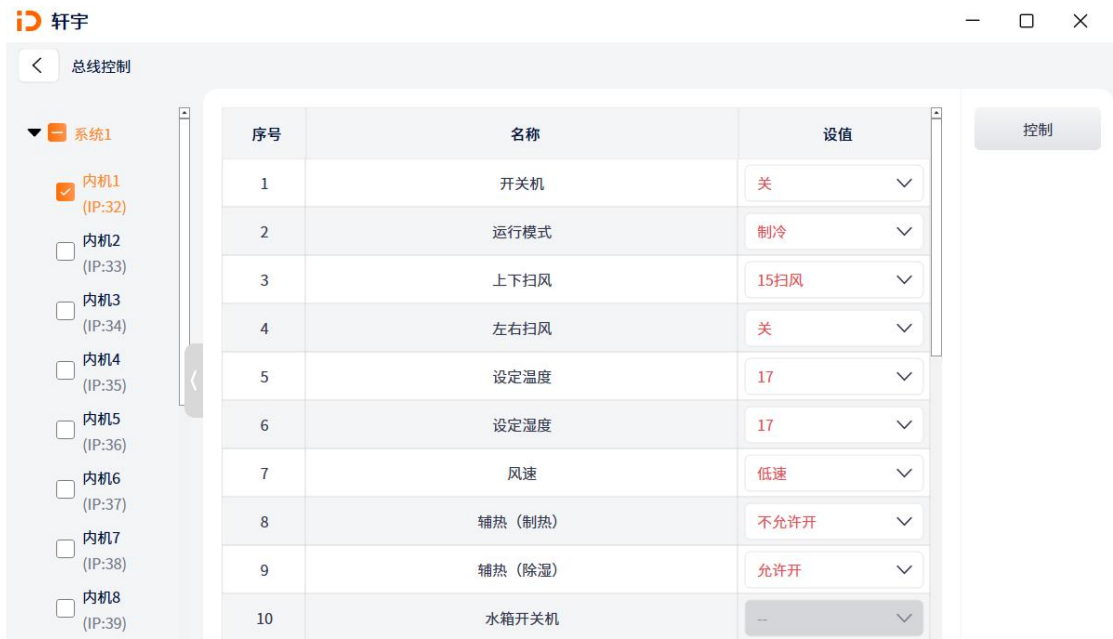 轩宇
总线控制
系统1
内机1
(IP:32)
内机2
(IP:33)
内机3
(IP:34)
内机4
(IP:35)
内机5
(IP:36)
内机6
(IP:37)
内机7
(IP:38)
内机8
(IP:39)
序号 名称 设值
1 开关机 关
2 运行模式 制冷
3 上下扫风 15扫风
4 左右扫风 关
5 设定温度 17
6 设定湿度 17
7 风速 低速
8 辅热（制热） 不允许开
9 辅热（除湿） 允许开
10 水箱开关机 --
控制